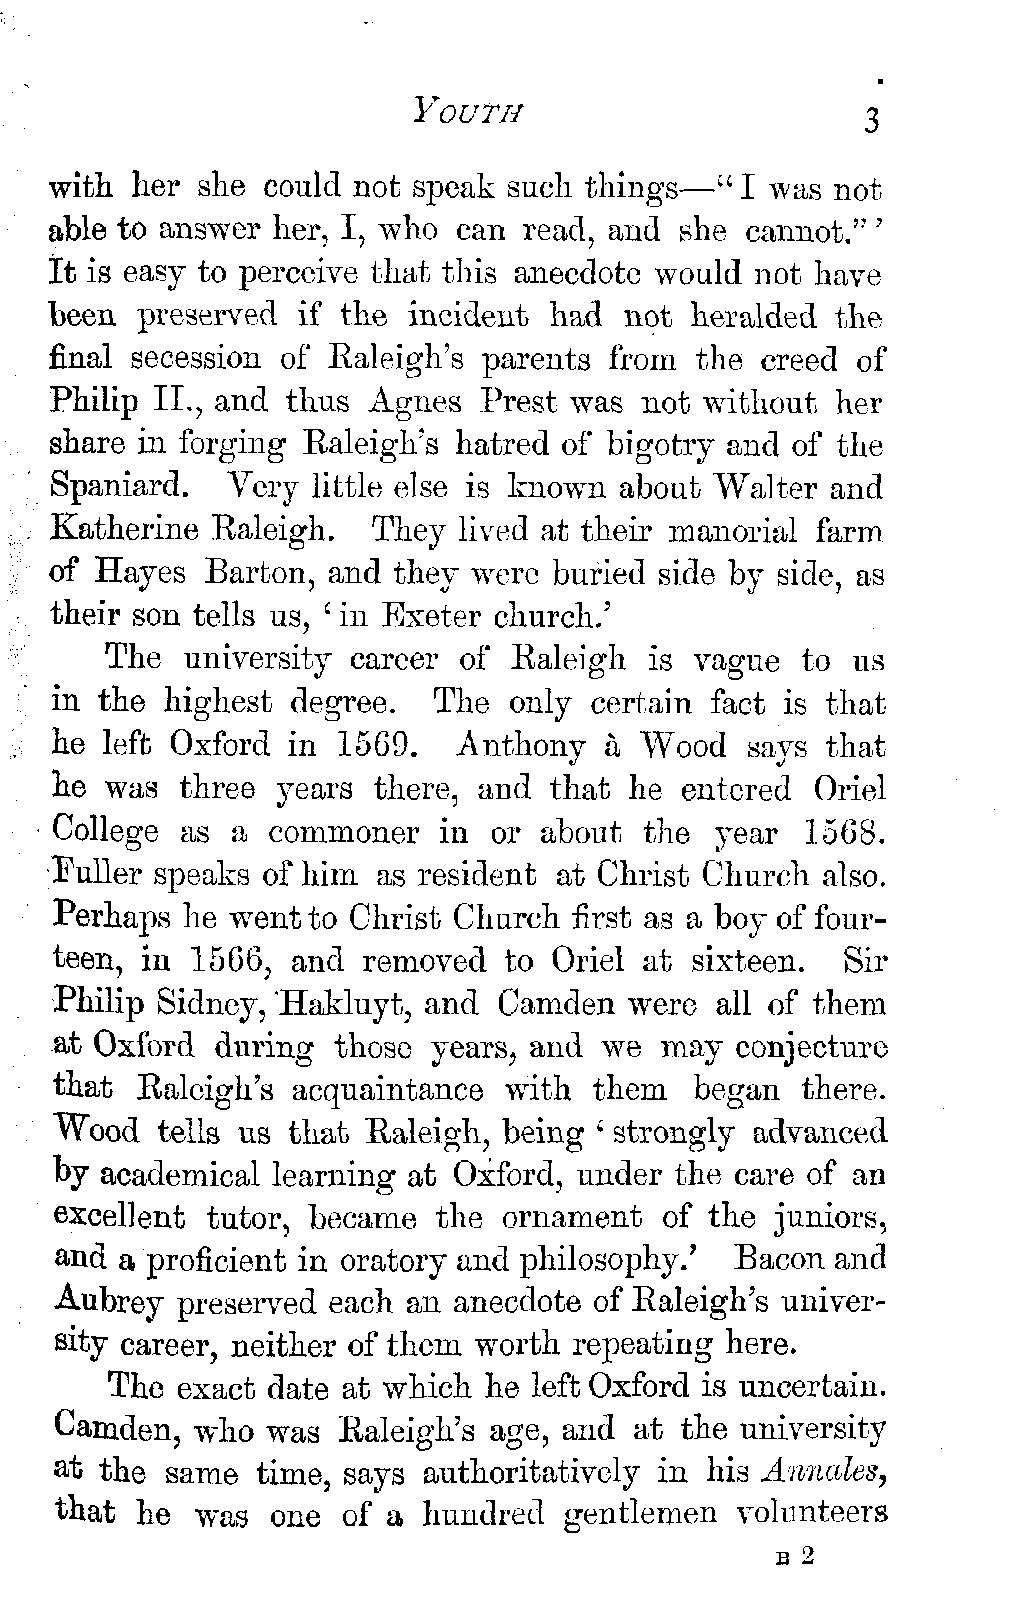 YOUTH 3
with her she could not speak such things—“I was not
able to answer her, I, who can read, and she cannot.”’
It is easy to perceive that this anecdote would not have
been preserved if the incident had not heralded the
final secession of Raleigh’s parents from the creed of
Philip II., and thus Agnes Prest was not without her
share in forging Raleigh’s hatred of bigotry and of the
Spaniard. Very little else is known about Walter and
Katherine Raleigh. They lived at their manorial farm
of Hayes Barton, and they were buried side by side, as
their son tells us, ‘in Exeter church.’
The university career of Raleigh is vague to us
in the highest degree. The only certain fact is that
he left Oxford in 1569. Anthony à Wood says that
he was three years there, and that he entered Oriel
College as a commoner in or about the year 1568.
Fuller speaks of him as resident at Christ Church also.
Perhaps he went to Christ Church first as a boy of four-
teen, in 1566, and removed to Oriel at sixteen. Sir
Philip Sidney, Hakluyt, and Camden were all of them
at Oxford during those years, and we may conjecture
that Raleigh’s acquaintance with them began there.
Wood tells us that Raleigh, being ‘strongly advanced
by academical learning at Oxford, under the care of an
excellent tutor, became the ornament of the juniors,
and a proficient in oratory and philosophy.’ Bacon and
Aubrey preserved each an anecdote of Raleigh’s univer-
sity career, neither of them worth repeating here.
The exact date at which he left Oxford is uncertain.
Camden, who was Raleigh’s age, and at the university
at the same time, says authoritatively in his Annales,
that he was one of a hundred gentlemen volunteers
B 2